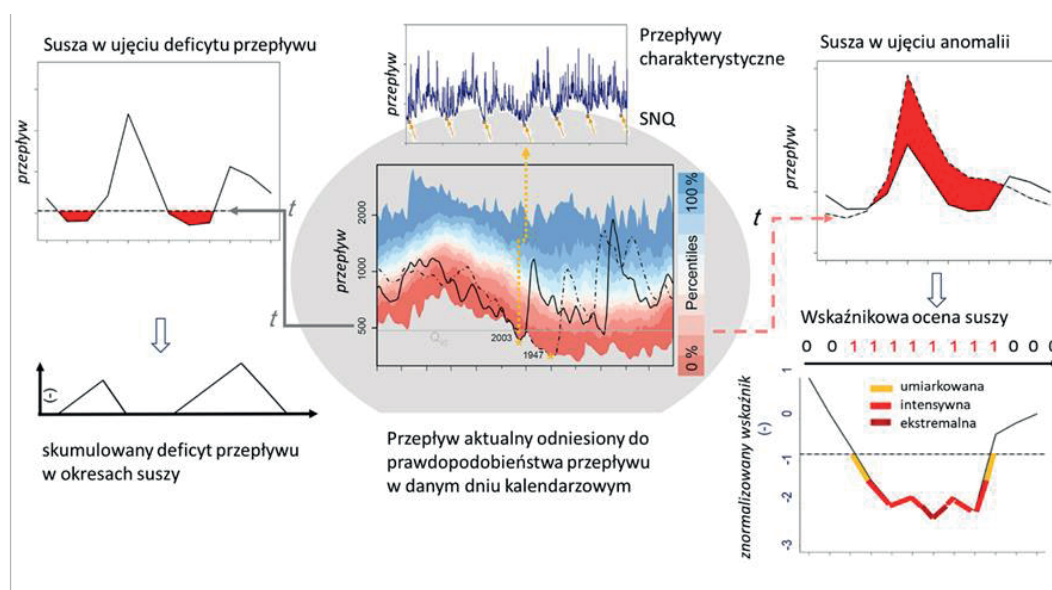 Susza w ujęciu deficytu przepływu
przepływ
t
t
(-)
skumulowany deficyt przepływu
w okresach suszy
Przepływy
charakterystyczne
SNQ
przepływ
przepływ
2000
1000
500
2003
1947
100 %
Percentiles
0 %
Przepływ aktualny odniesiony do
prawdopodobieństwa przepływu
w danym dniu kalendarzowym
Susza w ujęciu anomalii
przepływ
t
Wskaźnikowa ocena suszy
0 0 1 1 1 1 1 1 1 0 0 0
znormalizowany wskaźnik
(-)
1
0
-1
-2
-3
umiarkowana
intensywna
ekstremalna